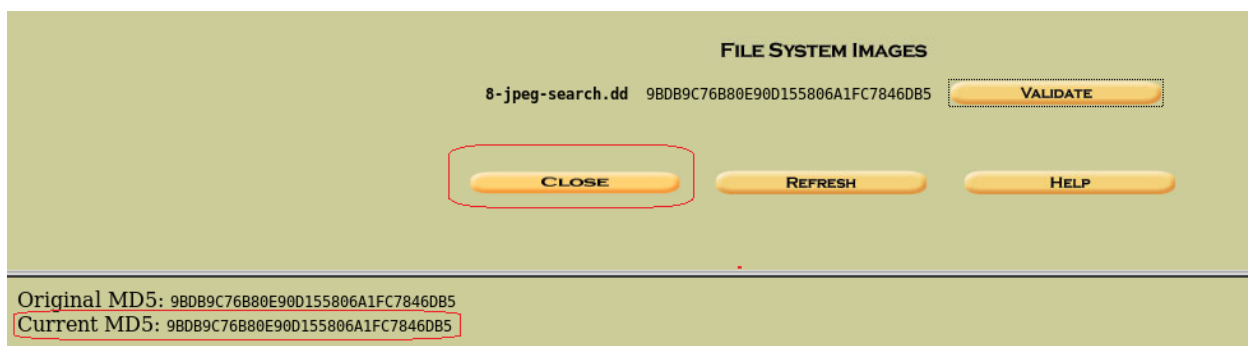 FILE SYSTEM IMAGES
8-jpeg-search.dd 9BDB9C76B80E90D155806A1FC7846DB5 VALIDATE
CLOSE REFRESH HELP
Original MD5: 9BDB9C76B80E90D155806A1FC7846DB5
Current MD5: 9BDB9C76B80E90D155806A1FC7846DB5